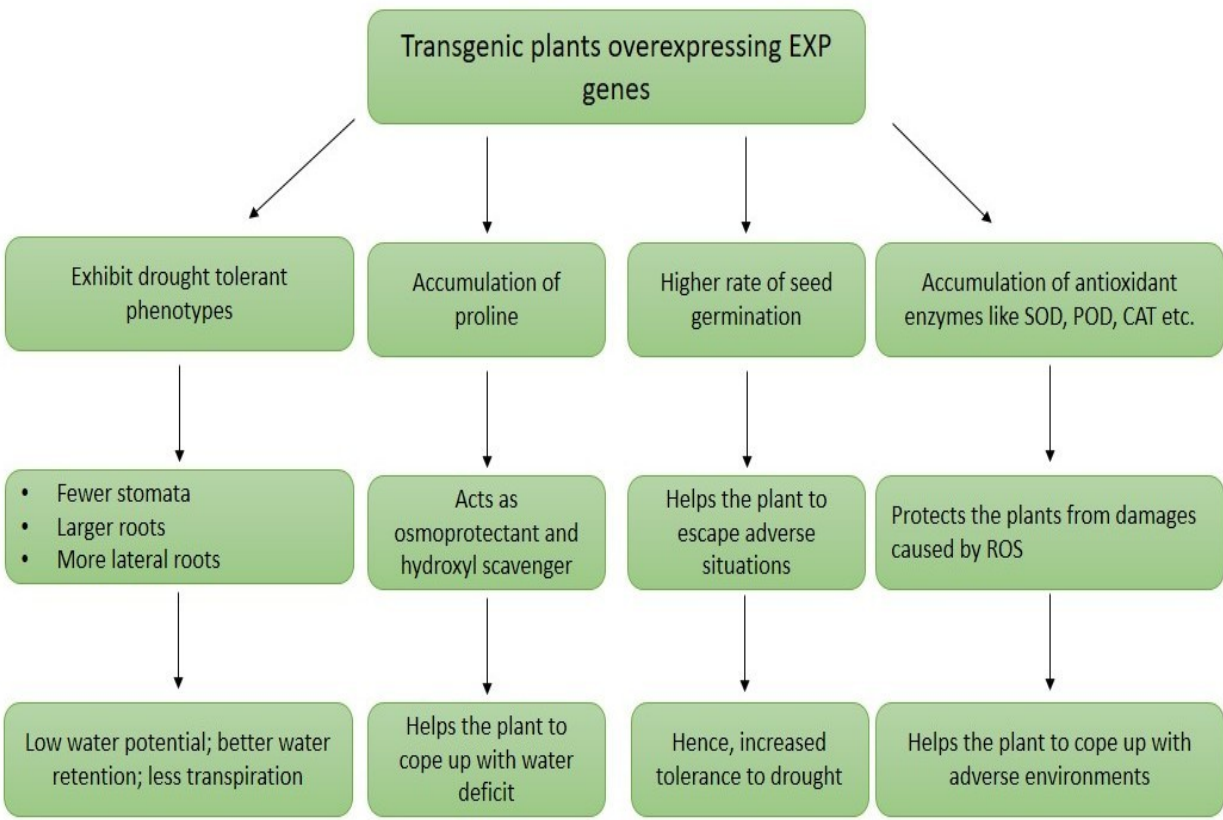 Transgenic plants overexpressing EXP
genes
Exhibit drought tolerant
phenotypes
Accumulation of
proline
Higher rate of seed
germination
Accumulation of antioxidant
enzymes like SOD, POD, CAT etc.
• Fewer stomata
• Larger roots
• More lateral roots
Acts as
osmoprotectant and
hydroxyl scavenger
Helps the plant to
escape adverse
situations
Protects the plants from damages
caused by ROS
Low water potential; better water
retention; less transpiration
Helps the plant to
cope up with water
deficit
Hence, increased
tolerance to drought
Helps the plant to cope up with
adverse environments